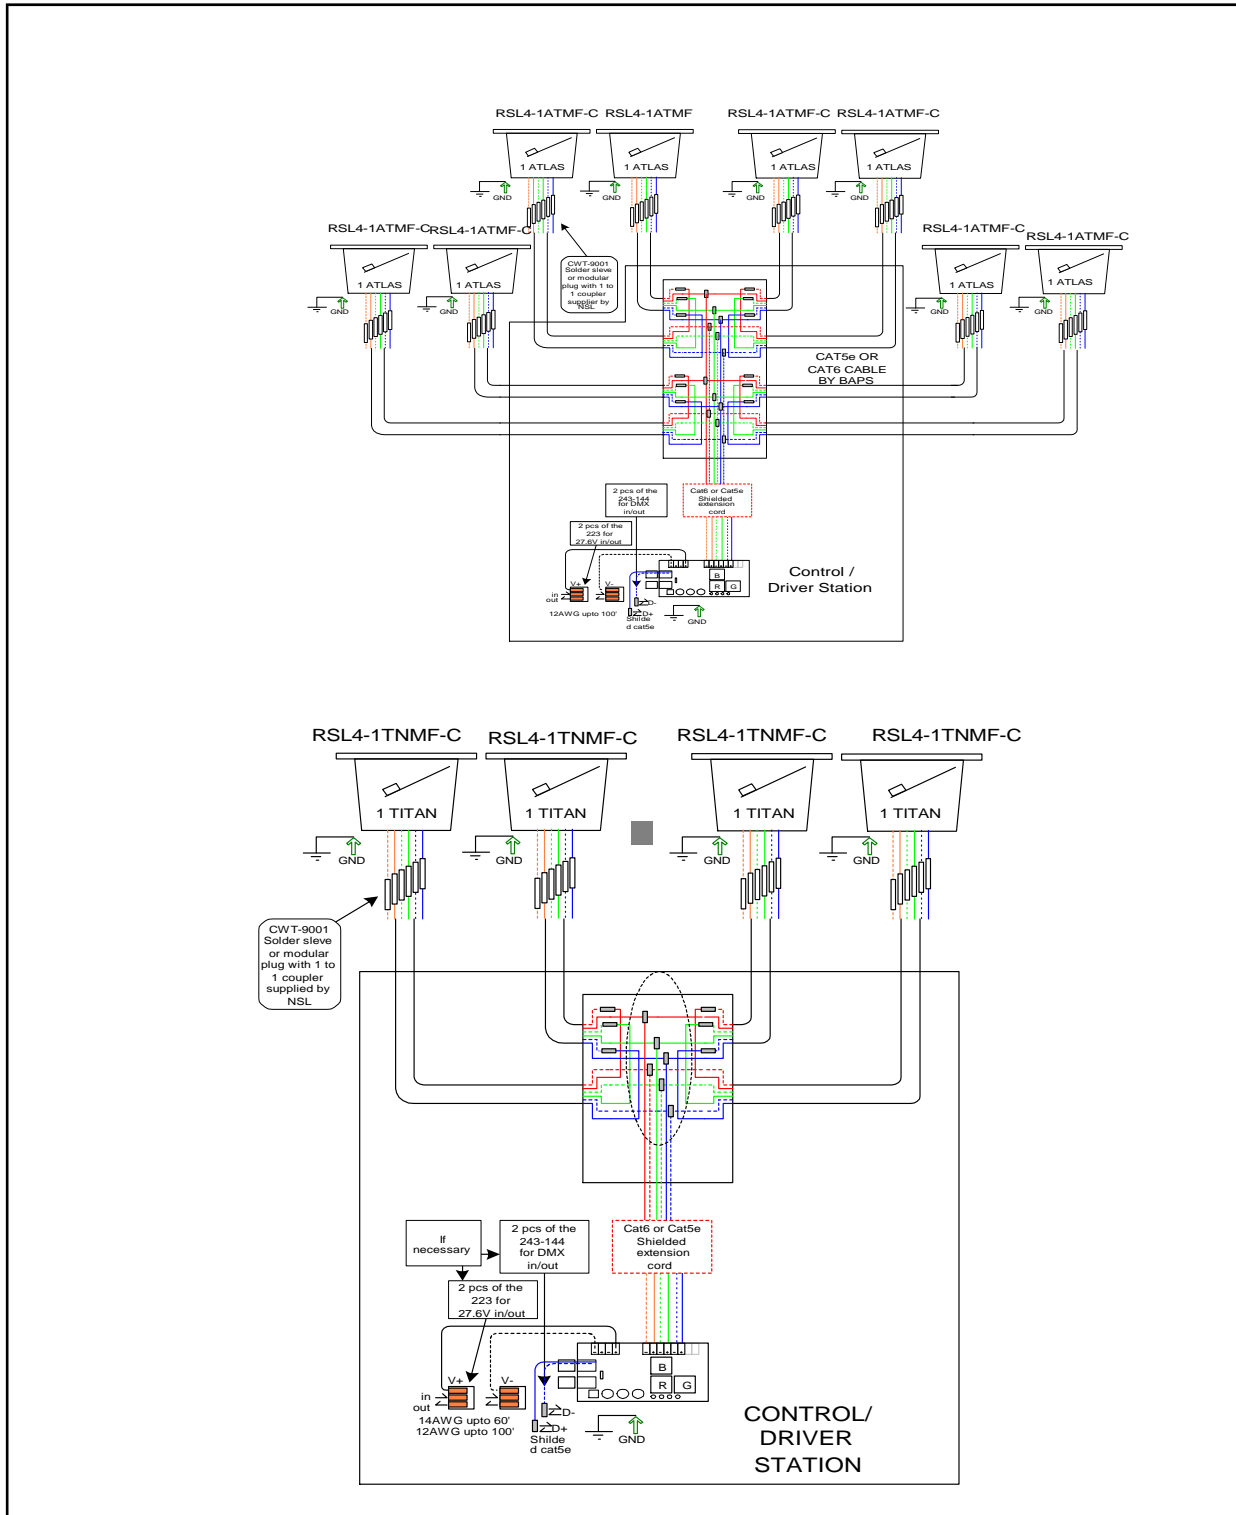 RSL4-1ATMF-C RSL4-1ATMF RSL4-1ATMF-C RSL4-1ATMF-C
1 ATLAS 1 ATLAS 1 ATLAS 1 ATLAS
GND GND GND GND
RSL4-1ATMF-C RSL4-1ATMF-C RSL4-1ATMF-C RSL4-1ATMF-C
1 ATLAS 1 ATLAS 1 ATLAS 1 ATLAS
GND GND GND GND
CWT-9001
Solder sleve
or modular
plug with 1 to
1 coupler
supplied by
NSL
CAT5e OR
CAT6 CABLE
BY BAPS
2 pcs of the
243-144
for DMX
in/out
Cat6 or Cat5e
Shielded
extension
cord
2 pcs of the
223 for
27.6V in/out
B
R G
Control /
Driver Station
V+ V-
in
out
12AWG upto 100'
D-
D+
Shilde
d cat5e
GND
RSL4-1TNMF-C RSL4-1TNMF-C RSL4-1TNMF-C RSL4-1TNMF-C
1 TITAN 1 TITAN 1 TITAN 1 TITAN
GND GND GND GND
CWT-9001
Solder sleve
or modular
plug with 1 to
1 coupler
supplied by
NSL
If
necessary
2 pcs of the
243-144
for DMX
in/out
Cat6 or Cat5e
Shielded
extension
cord
2 pcs of the
223 for
27.6V in/out
B
R G
V+ V-
in
out
14AWG upto 60'
12AWG upto 100'
D-
D+
Shilde
d cat5e
GND
CONTROL/
DRIVER
STATION